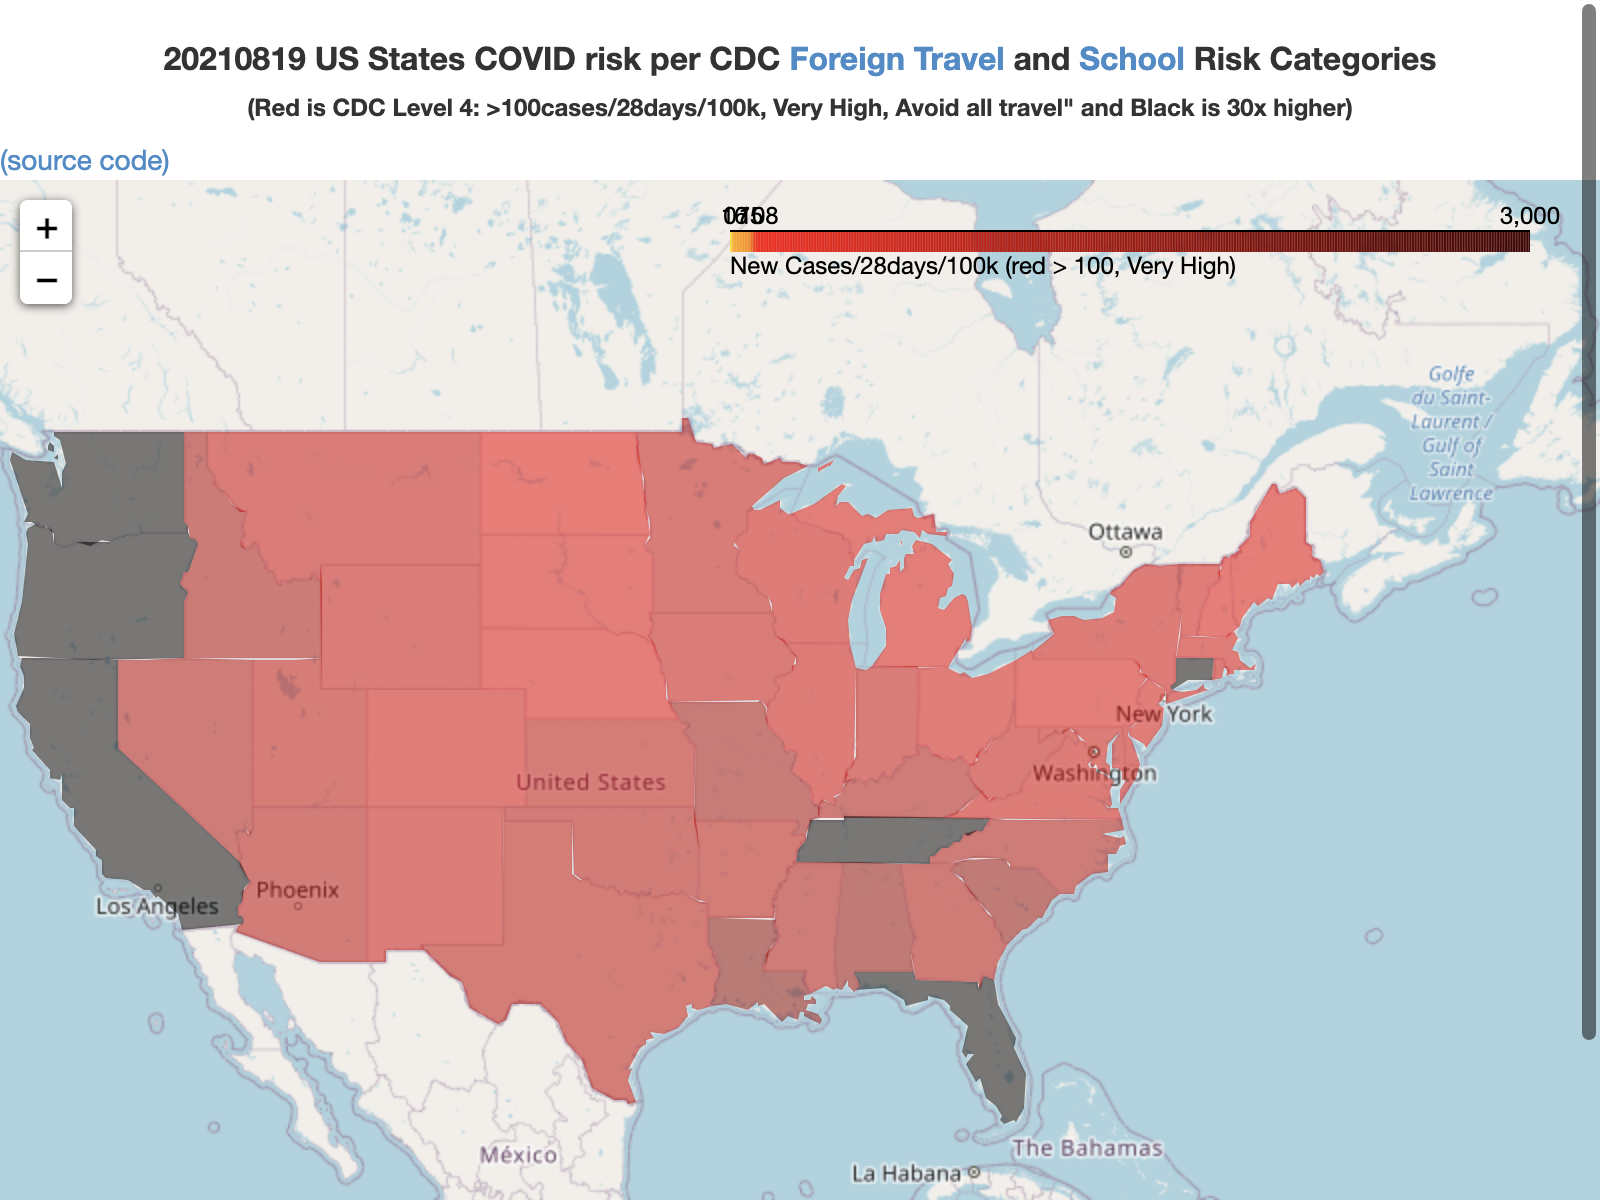 20210819 US States COVID risk per CDC Foreign Travel and School Risk Categories
(Red is CDC Level 4: >100cases/28days/100k, Very High, Avoid all travel" and Black is 30x higher)
(source code)
+
−
3,000
New Cases/28days/100k (red > 100, Very High)
Golfe
du Saint-
Laurent /
Gulf of
Saint
Lawrence
Ottawa
New York
Washington
United States
Phoenix
Los Angeles
The Bahamas
México
La Habana